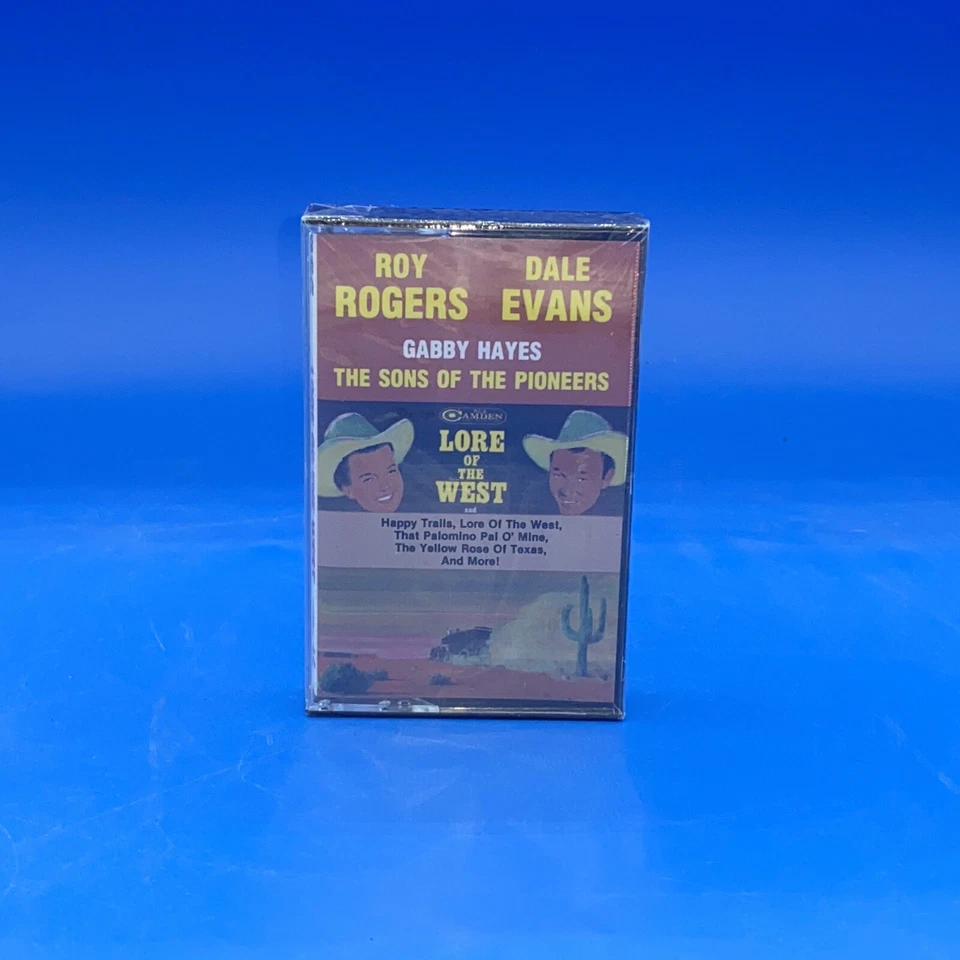 ROY
ROGERS
DALE
EVANS
GABBY HAYES
THE SONS OF THE PIONEERS
CAMDEN
LORE
OF
THE
WEST
and
Happy Trails, Lore Of The West,
That Palomino Pal O' Mine,
The Yellow Rose Of Texas,
And More!